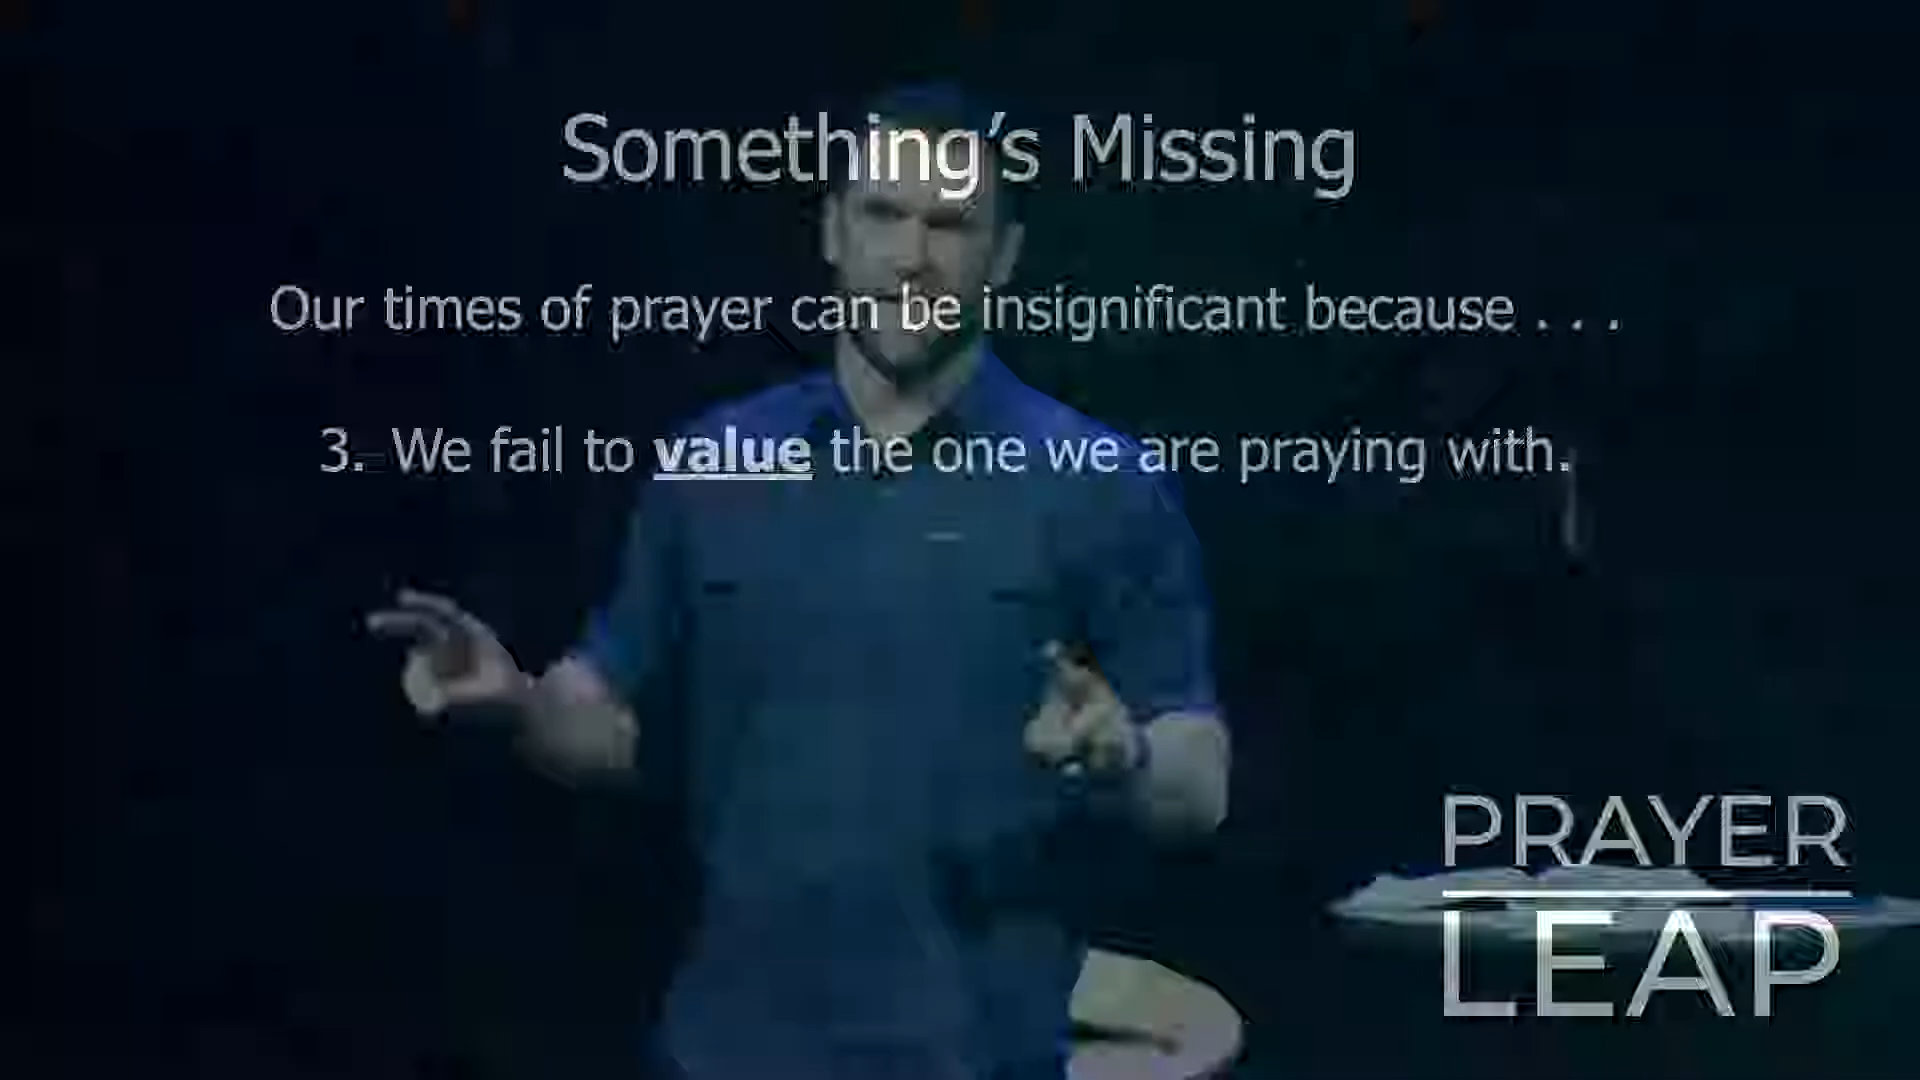 Something’s Missing
Our times of prayer can be insignificant because . . .
3. We fail to value the one we are praying with.
PRAYER
LEAP